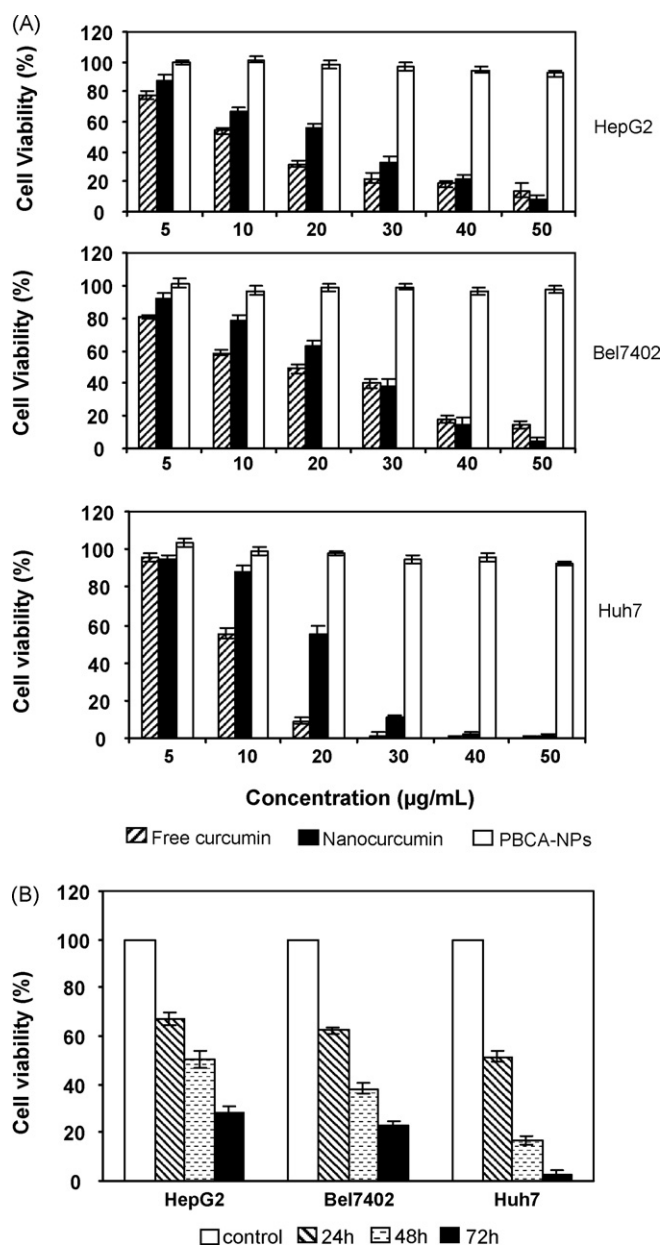 (A)
Cell Viability (%)
120
100
80
60
40
20
0
5 10 20 30 40 50
HepG2
Cell Viability (%)
120
100
80
60
40
20
0
5 10 20 30 40 50
Bel7402
Cell viability (%)
120
100
80
60
40
20
0
5 10 20 30 40 50
Huh7
Concentration (µg/mL)
Free curcumin Nanocurcumin PBCA-NPs
(B)
Cell viability (%)
120
100
80
60
40
20
0
HepG2 Bel7402 Huh7
control 24h 48h 72h